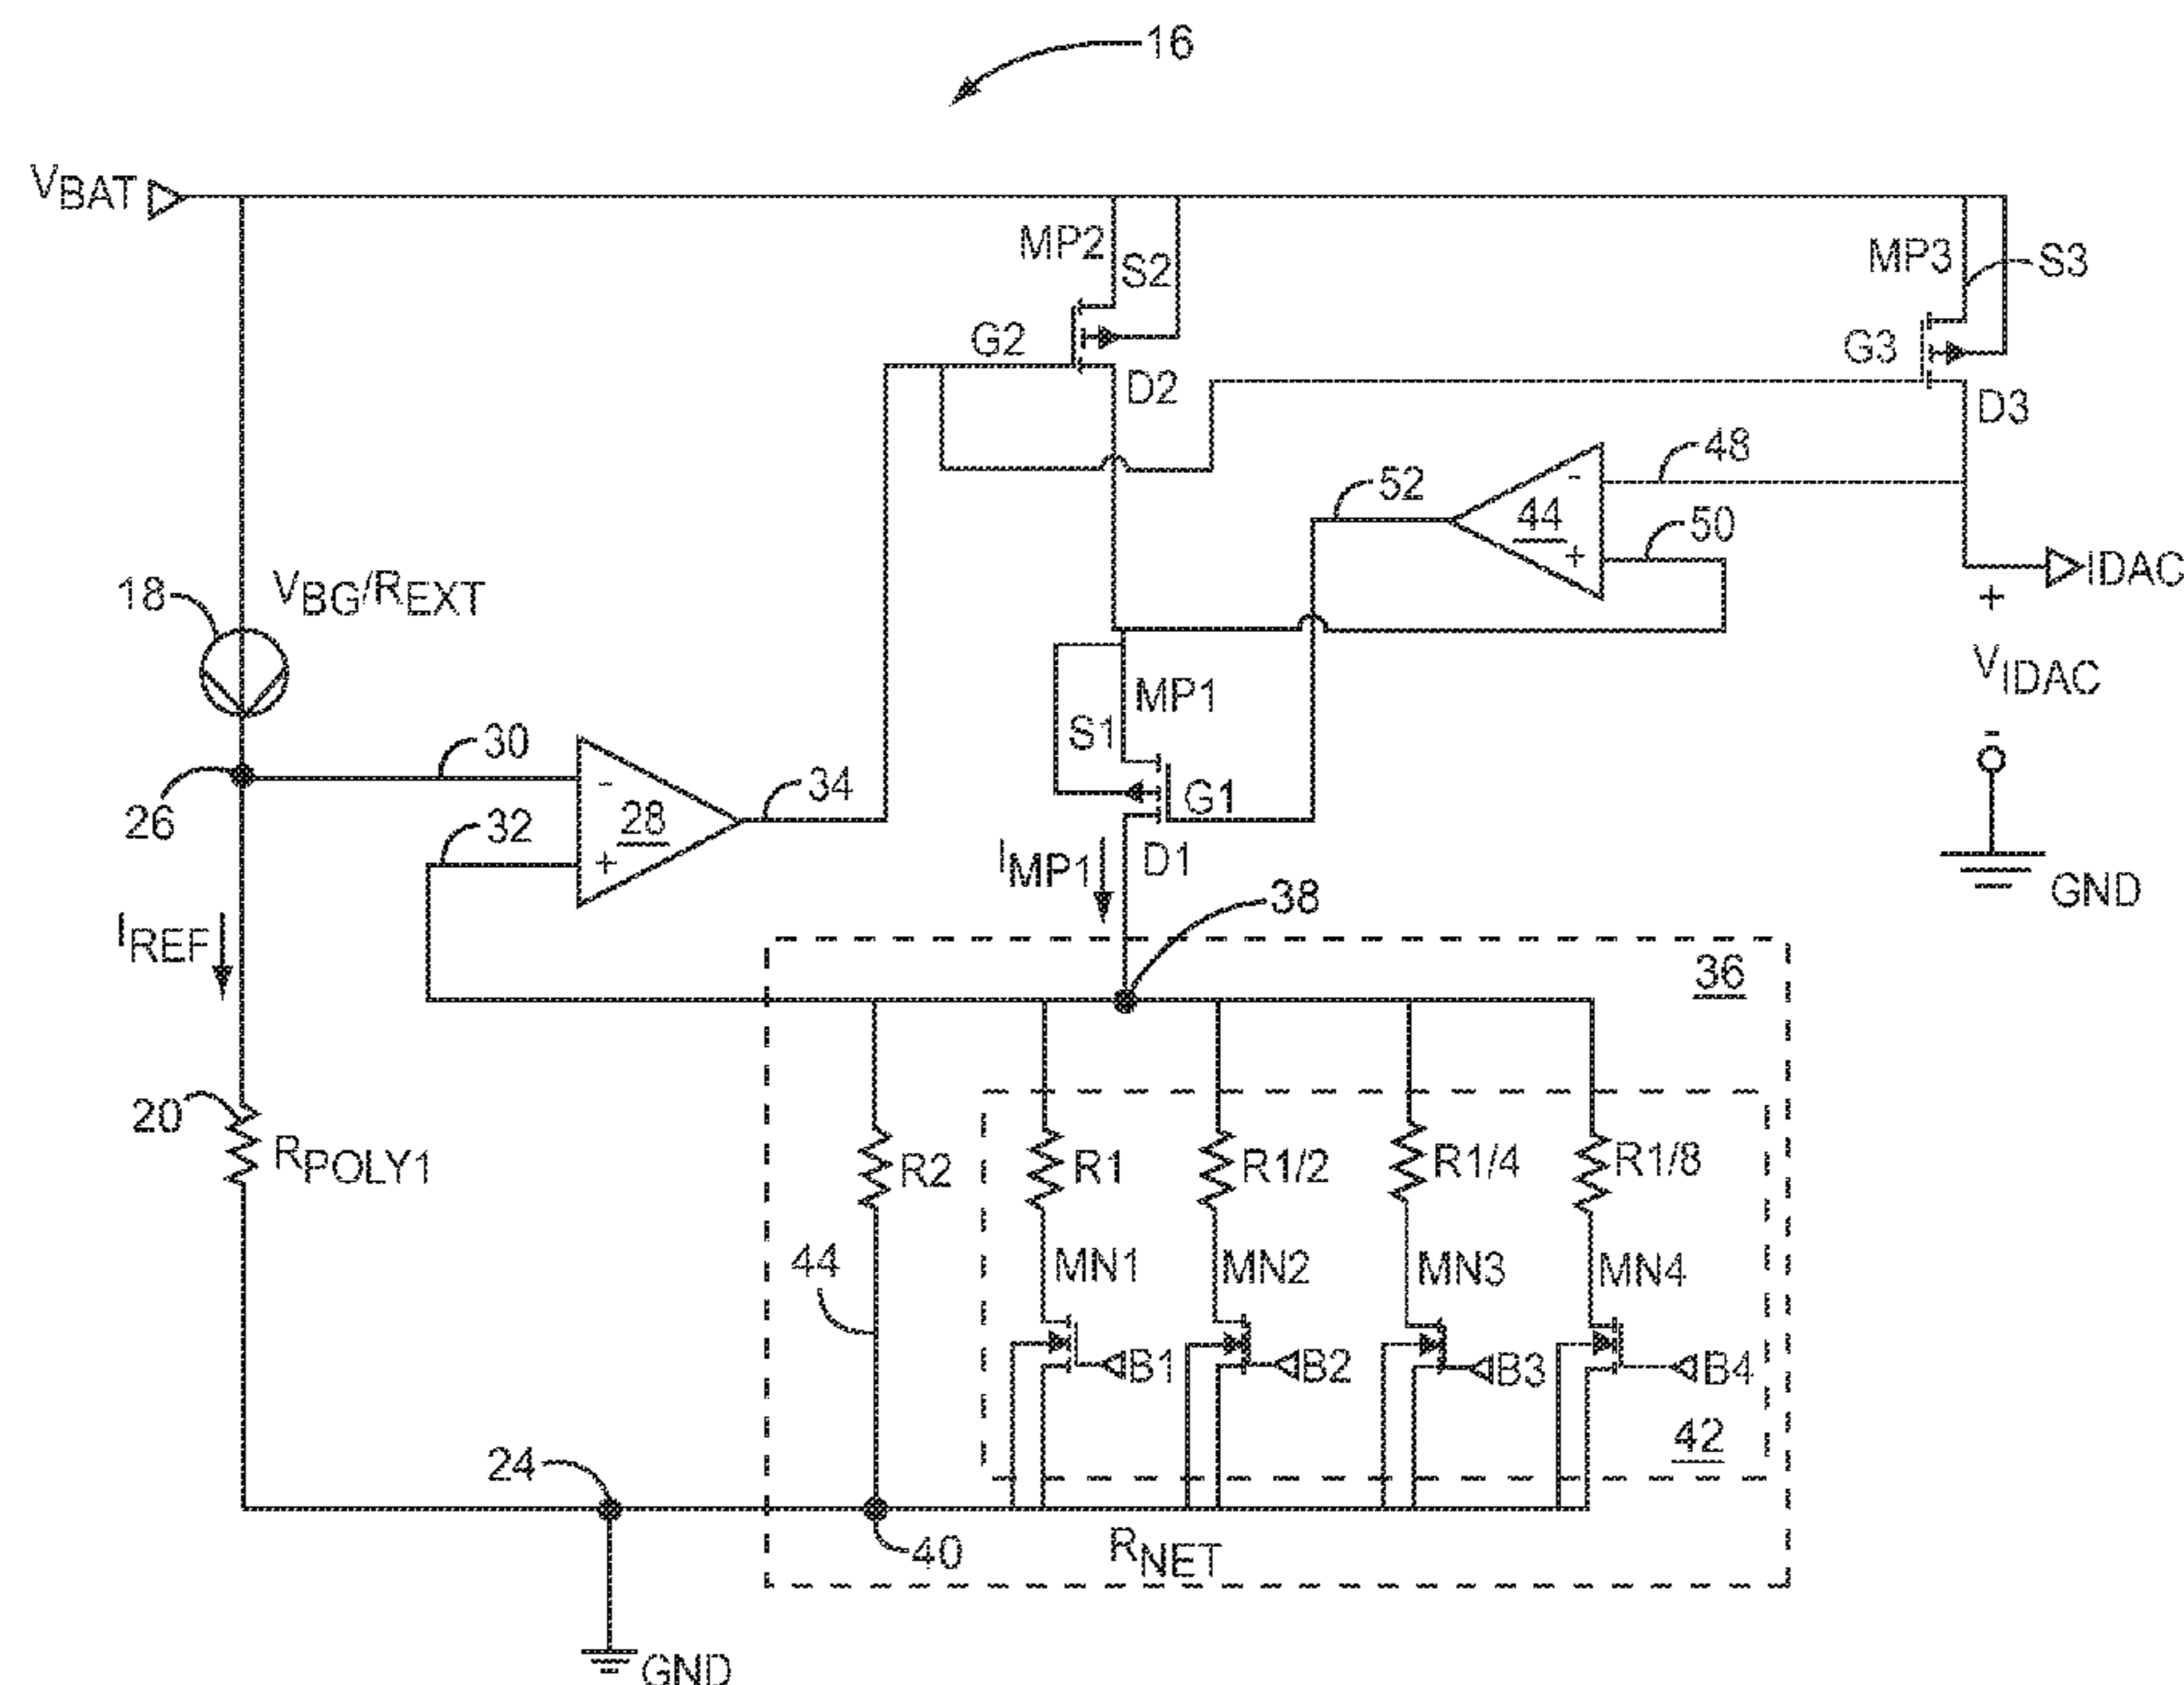 16
VBAT
MP2
S2
MP3
S3
G2
G3
D2
D3
48
52
44
-
+
50
IDAC
18
VBG/REXT
+
VIDAC
-
MP1
S1
30
34
G1
26
32
28
-
+
IMP1
D1
38
GND
IREF
36
20
RPOLY1
R2
R1
R1/2
R1/4
R1/8
44
MN1
MN2
MN3
MN4
B1
B2
B3
B4
42
24
40
RNET
GND